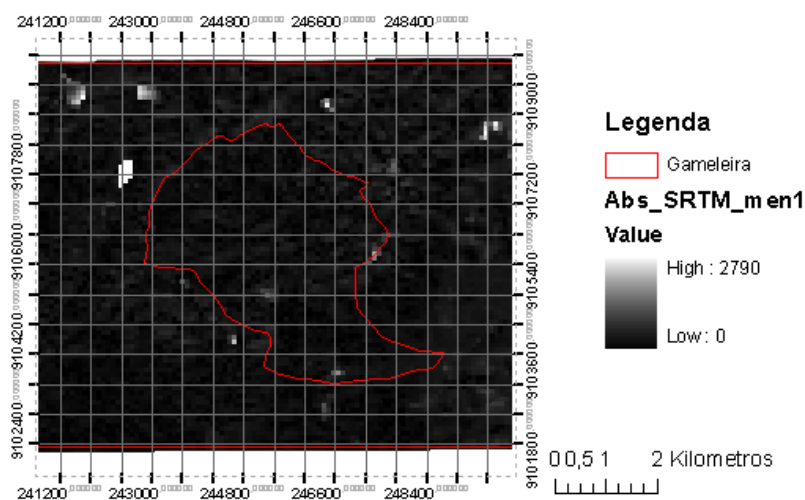 241200 243000 244800 246600 248400
9109000
9107800
9107200
9106000
9105400
9104200
9103600
9102400
9101800
241200 243000 244800 246600 248400
Legenda
Gameleira
Abs_SRTM_men1
Value
High : 2790
Low : 0
0 0,5 1 2 Kilometros